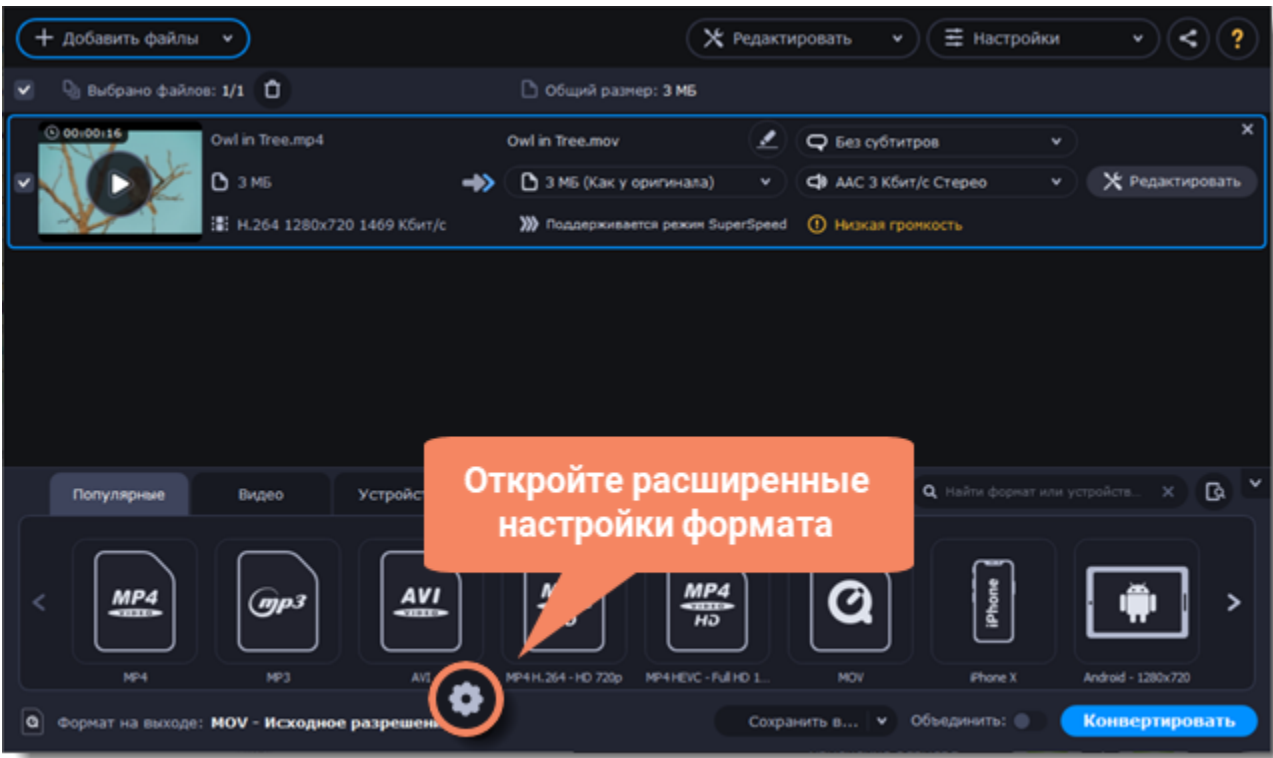 Добавить файлы
Редактировать
Настройки
?
Выбрано файлов: 1/1
Общий размер: 3 МБ
00:00:16
Owl in Tree.mp4
Owl in Tree.mov
Без субтитров
3 МБ
3 МБ (Как у оригинала)
AAC 3 Кбит/с Стерео
Редактировать
H.264 1280x720 1469 Кбит/с
Поддерживается режим SuperSpeed
Низкая громкость
Откройте расширенные
настройки формата
Популярные
Видео
Найти формат или устройств...
MP4
VIDEO
mp3
AVI
VIDEO
MP4
VIDEO
HD
iPhone
MP4
MP3
AVI
MP4 H.264 - HD 720p
MP4 HEVC - Full HD 1...
MOV
iPhone X
Android - 1280x720
Формат на выходе: MOV - Исходное
Сохранить в...
Объединить:
Конвертировать